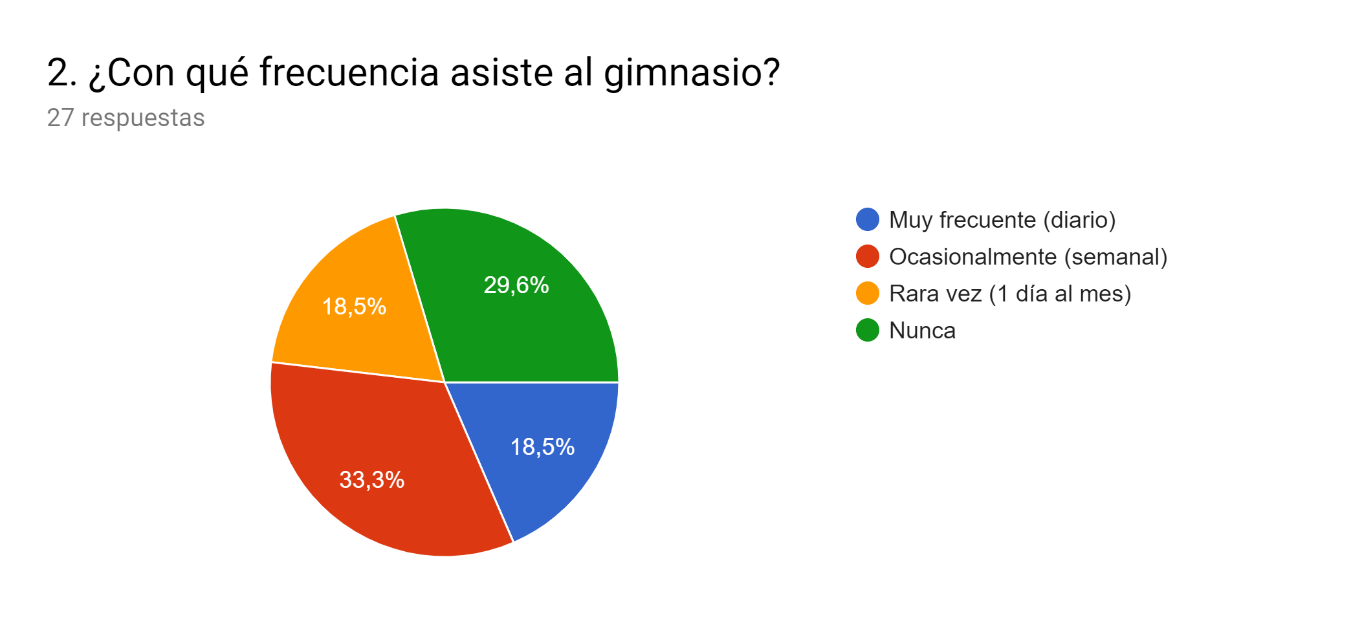 2. ¿Con qué frecuencia asiste al gimnasio?
27 respuestas
29,6%
18,5%
18,5%
33,3%
Muy frecuente (diario)
Ocasionalmente (semanal)
Rara vez (1 día al mes)
Nunca